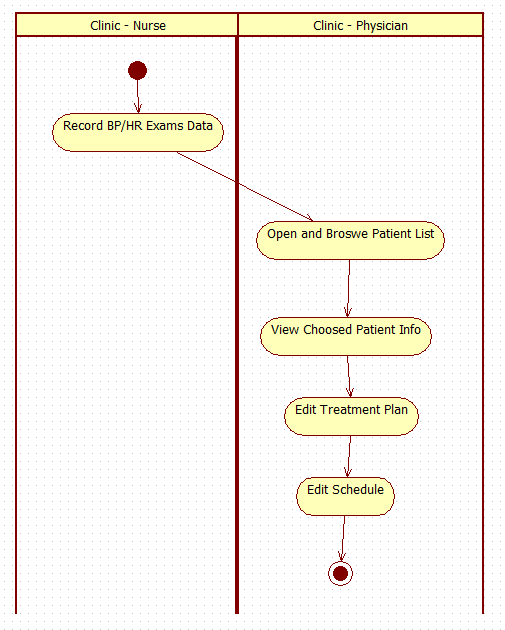 Clinic - Nurse
Clinic - Physician
Record BP/HR Exams Data
Open and Broswe Patient List
View Choosed Patient Info
Edit Treatment Plan
Edit Schedule